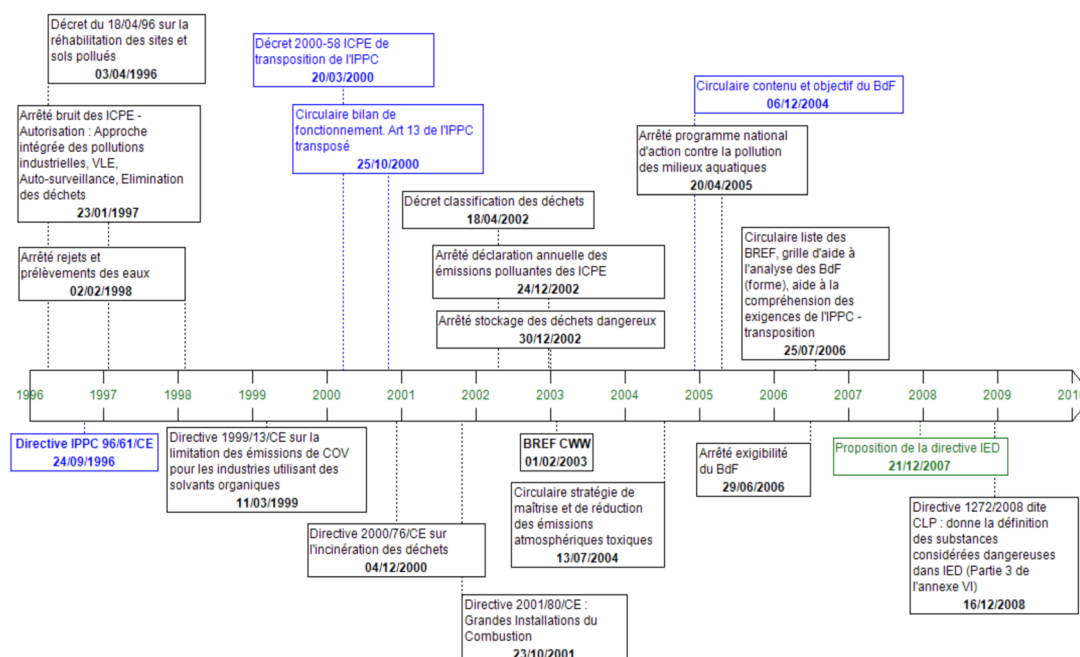 Décret du 18/04/96 sur la
réhabilitation des sites et
sols pollués
03/04/1996
Décret 2000-58 ICPE de
transposition de l'IPPC
20/03/2000
Circulaire contenu et objectif du BdF
06/12/2004
Arrêté bruit des ICPE -
Autorisation : Approche
intégrée des pollutions
industrielles, VLE,
Auto-surveillance, Elimination
des déchets
23/01/1997
Circulaire bilan de
fonctionnement. Art 13 de l'IPPC
transposé
25/10/2000
Arrêté programme national
d'action contre la pollution
des milieux aquatiques
20/04/2005
Décret classification des déchets
18/04/2002
Arrêté rejets et
prélèvements des eaux
02/02/1998
Arrêté déclaration annuelle des
émissions polluantes des ICPE
24/12/2002
Circulaire liste des
BREF, grille d'aide à
l'analyse des BdF
(forme), aide à la
compréhension des
exigences de l'IPPC -
transposition
25/07/2006
Arrêté stockage des déchets dangereux
30/12/2002
1996 1997 1998 1999 2000 2001 2002 2003 2004 2005 2006 2007 2008 2009 2010
Directive IPPC 96/61/CE
24/09/1996
Directive 1999/13/CE sur la
limitation des émissions de COV
pour les industries utilisant des
solvants organiques
11/03/1999
BREF CWW
01/02/2003
Arrêté exigibilité
du BdF
29/06/2006
Proposition de la directive IED
21/12/2007
Circulaire stratégie de
maîtrise et de réduction
des émissions
atmosphériques toxiques
13/07/2004
Directive 1272/2008 dite
CLP : donne la définition
des substances
considérées dangereuses
dans IED (Partie 3 de
l'annexe VI)
16/12/2008
Directive 2000/76/CE sur
l'incinération des déchets
04/12/2000
Directive 2001/80/CE :
Grandes Installations du
Combustion
23/10/2001